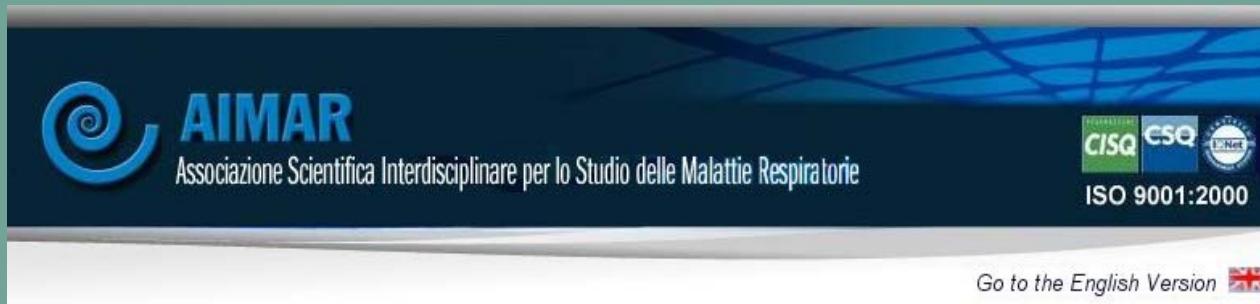 AIMAR
Associazione Scientifica Interdisciplinare per lo Studio delle Malattie Respiratorie
CISQ CSQ IQNet
ISO 9001:2000
Go to the English Version